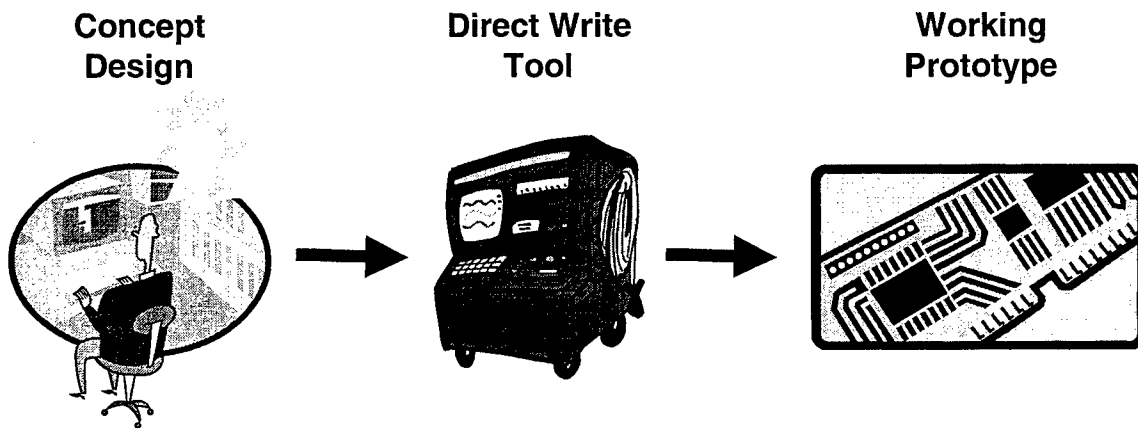 Concept
Design
Direct Write
Tool
Working
Prototype